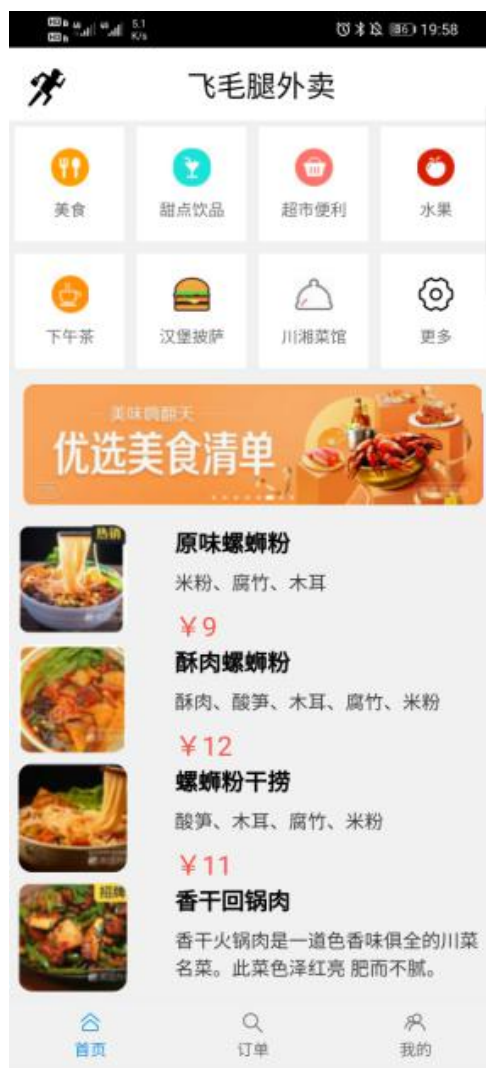 5.1
K/s
86
19:58
飞毛腿外卖
美食
甜点饮品
超市便利
水果
下午茶
汉堡披萨
川湘菜馆
更多
美味俩翻天
优选美食清单
热销
原味螺蛳粉
米粉、腐竹、木耳
￥9
酥肉螺蛳粉
酥肉、酸笋、木耳、腐竹、米粉
￥12
螺蛳粉干捞
酸笋、木耳、腐竹、米粉
￥11
招牌
香干回锅肉
香干火锅肉是一道色香味俱全的川菜
名菜。此菜色泽红亮 肥而不腻。
首页
订单
我的